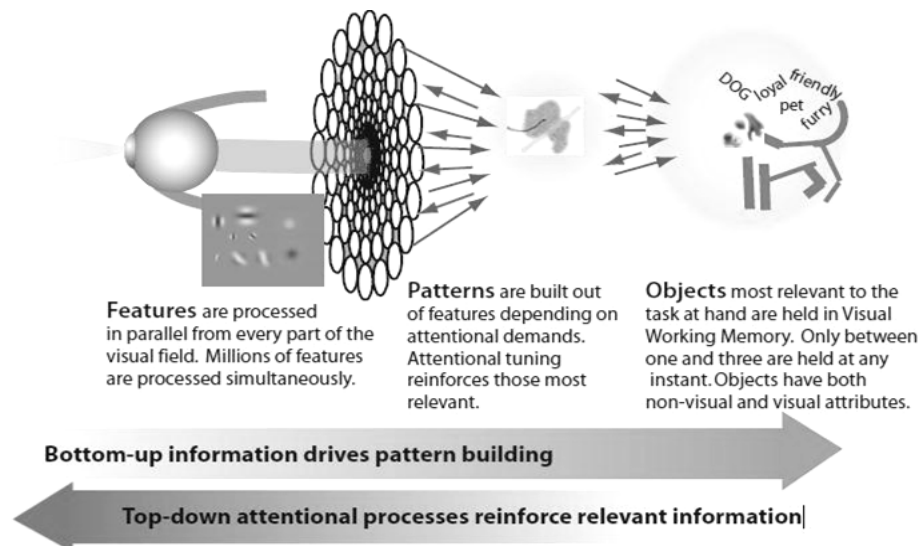 DOG loyal friendly
pet
furry
Features are processed
in parallel from every part of the
visual field. Millions of features
are processed simultaneously.
Patterns are built out
of features depending on
attentional demands.
Attentional tuning
reinforces those most
relevant.
Objects most relevant to the
task at hand are held in Visual
Working Memory. Only between
one and three are held at any
instant. Objects have both
non-visual and visual attributes.
Bottom-up information drives pattern building
Top-down attentional processes reinforce relevant information